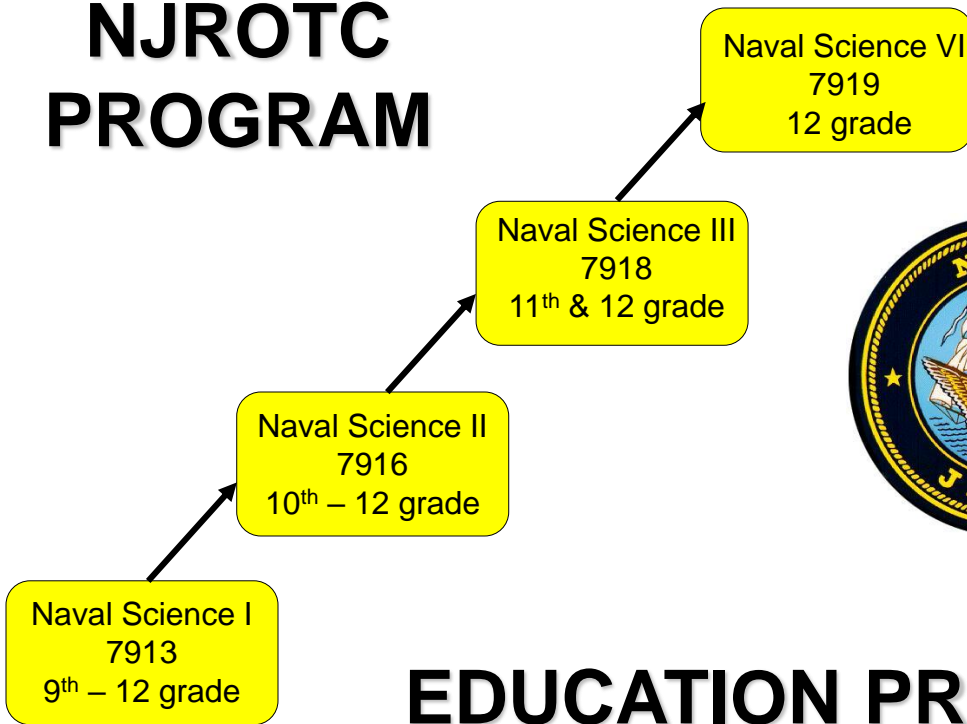 NJROTC
PROGRAM
Naval Science VI
7919
12 grade
Naval Science III
7918
11th & 12 grade
Naval Science II
7916
10th – 12 grade
Naval Science I
7913
9th – 12 grade
EDUCATION PR